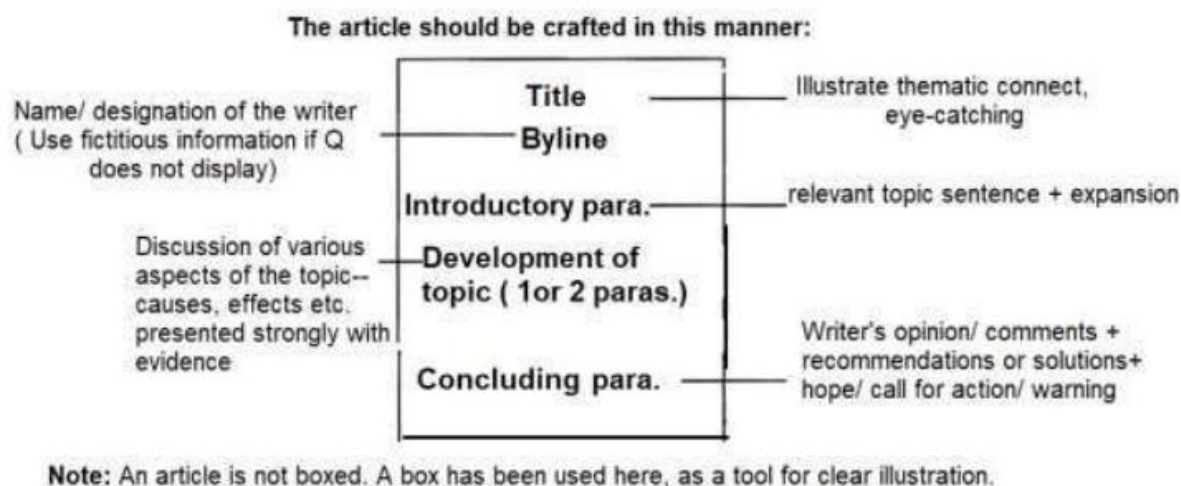 The article should be crafted in this manner:
Title
Illustrate thematic connect,
eye-catching
Name/ designation of the writer
( Use fictitious information if Q
does not display)
Byline
Introductory para.
relevant topic sentence + expansion
Discussion of various
aspects of the topic--
causes, effects etc.
presented strongly with
evidence
Development of
topic ( 1or 2 paras.)
Concluding para.
Writer's opinion/ comments +
recommendations or solutions+
hope/ call for action/ warning
Note: An article is not boxed. A box has been used here, as a tool for clear illustration.